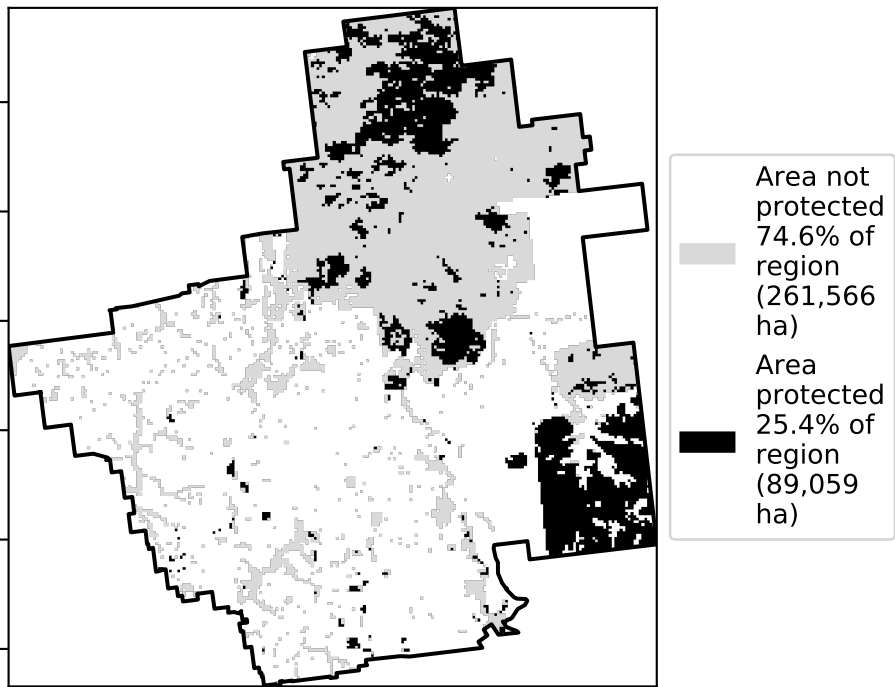 Area not
protected
74.6% of
region
(261,566
ha)
Area
protected
25.4% of
region
(89,059
ha)